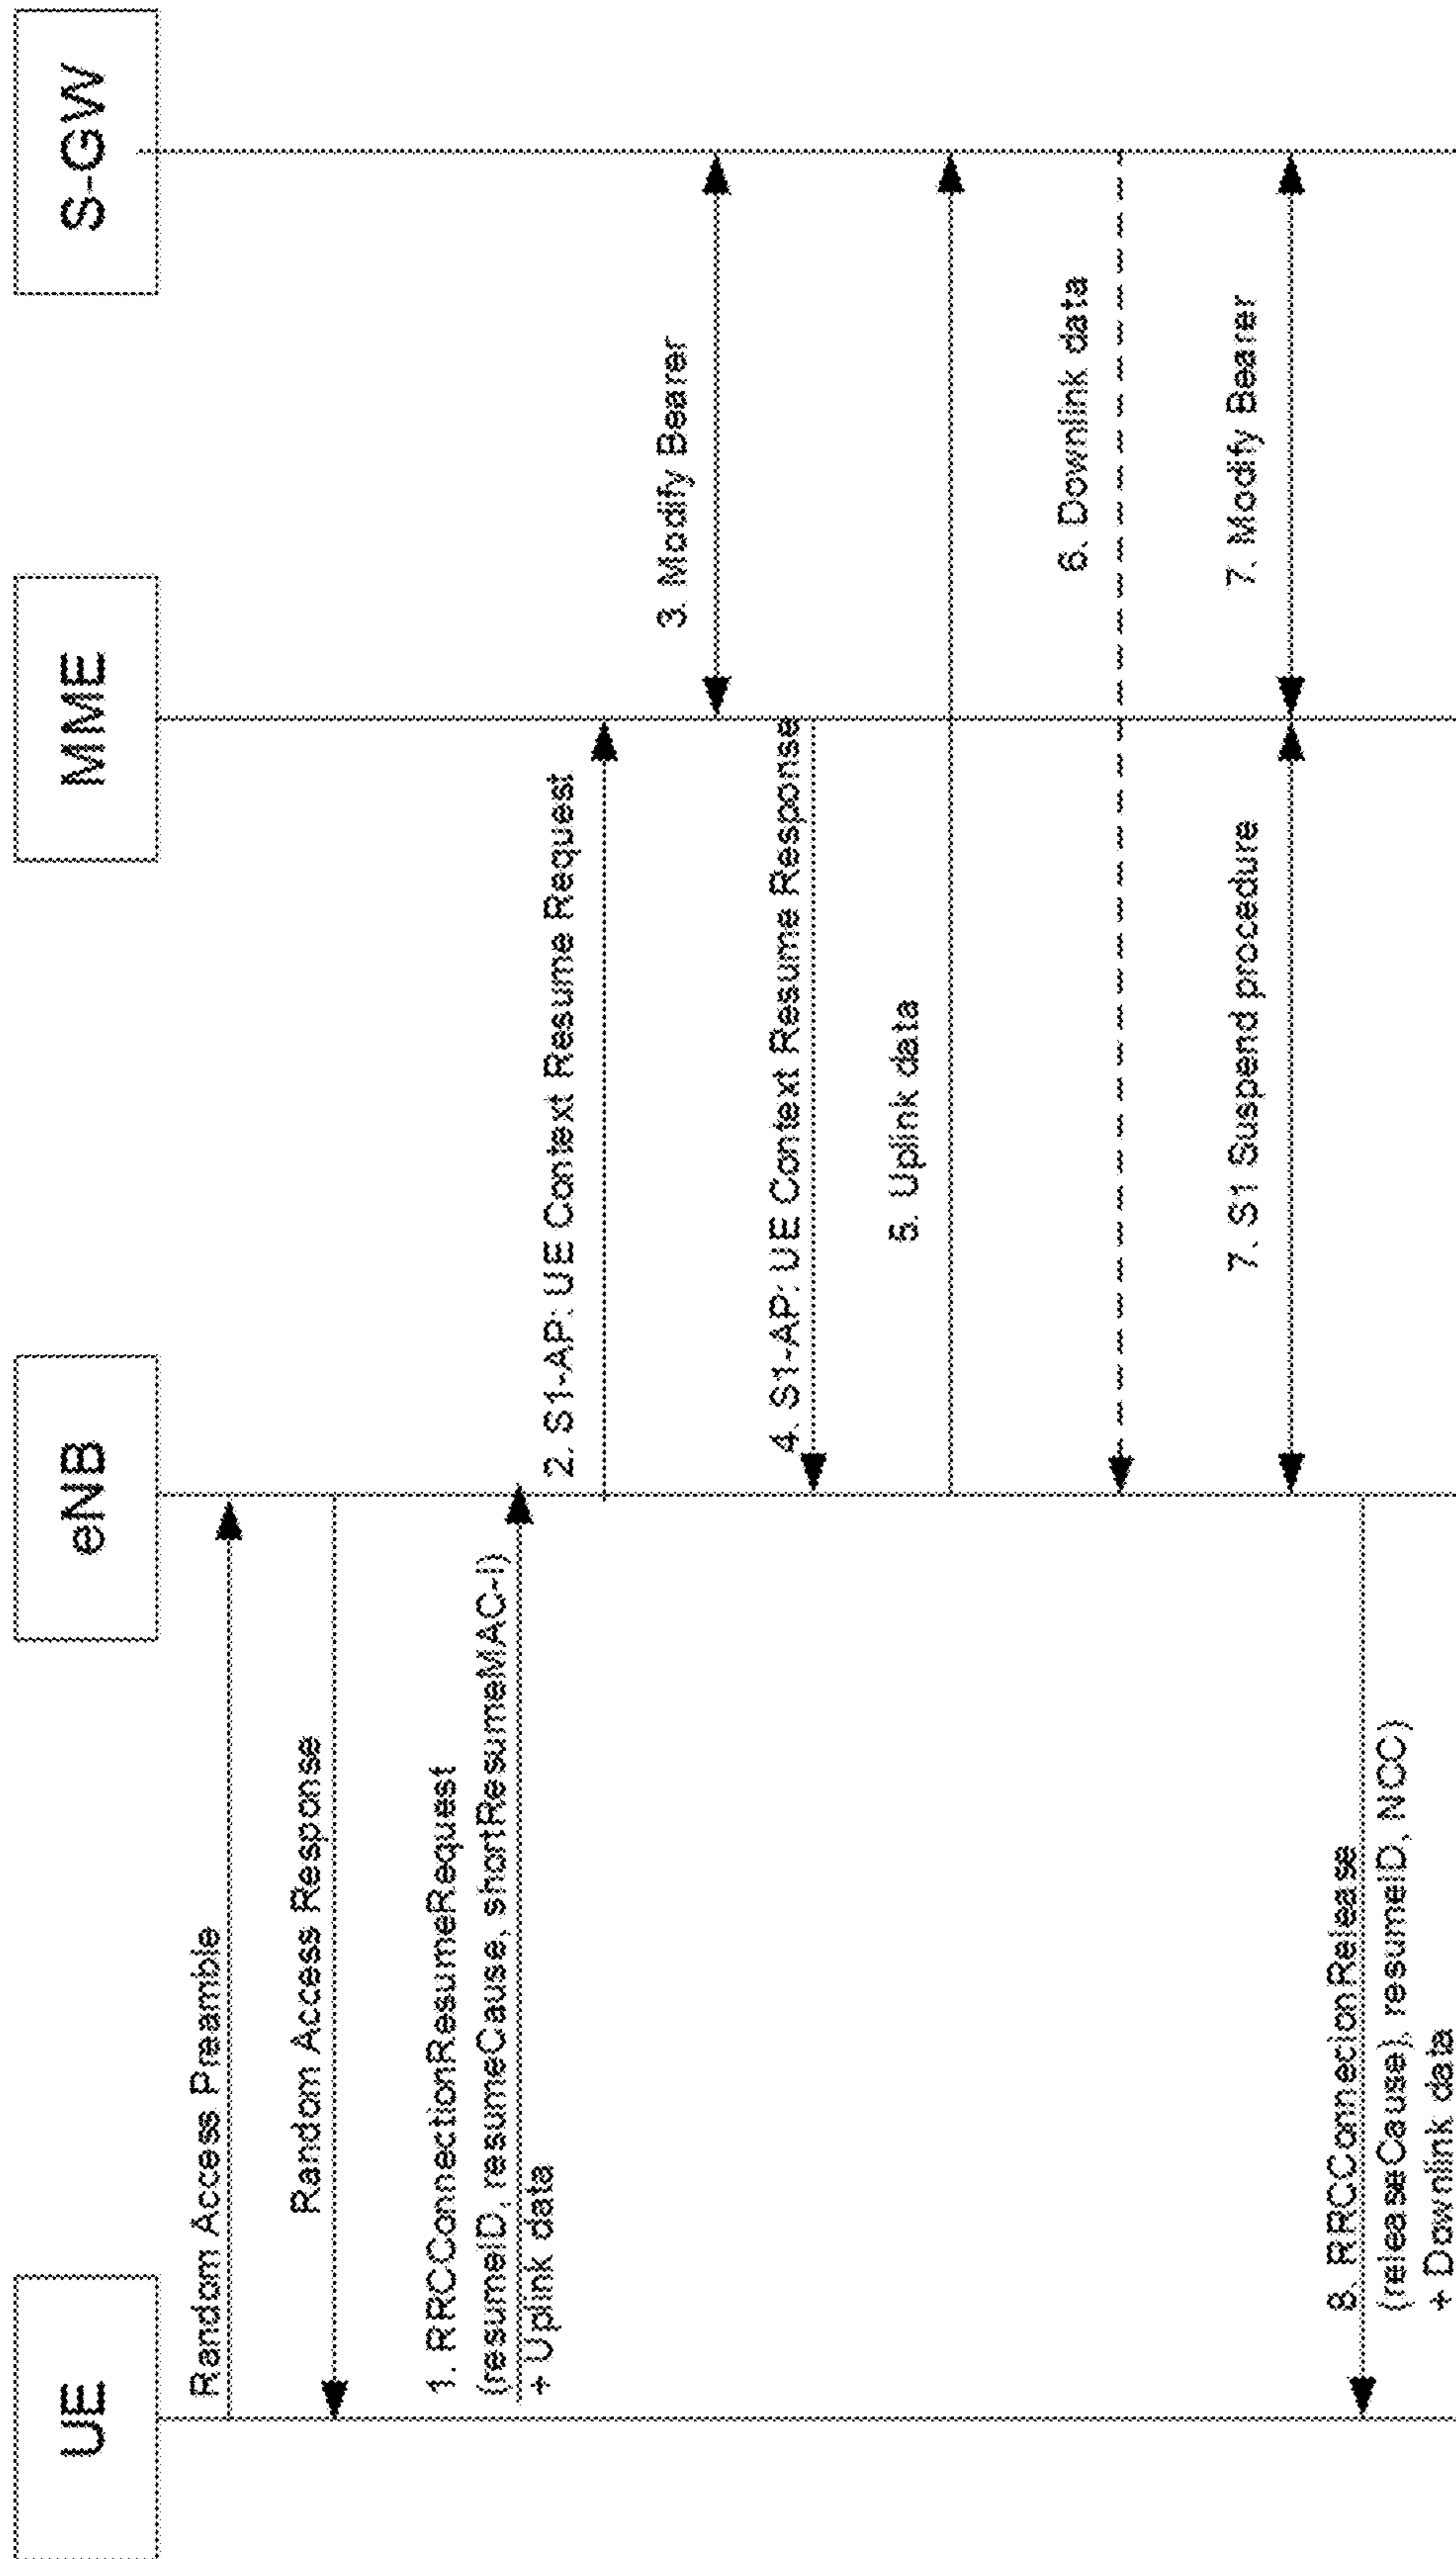 UE
eNB
MME
S-GW
Random Access Preamble
Random Access Response
1. RRCConnectionResumeRequest
(resumeID, resumeCause, shortResumeMAC-I)
+ Uplink data
2. S1-AP: UE Context Resume Request
3. Modify Bearer
4. S1-AP: UE Context Resume Response
5. Uplink data
6. Downlink data
7. S1 Suspend procedure
7. Modify Bearer
8. RRCConnecionRelease
(releaseCause), resumeID, NCC)
+ Downlink data